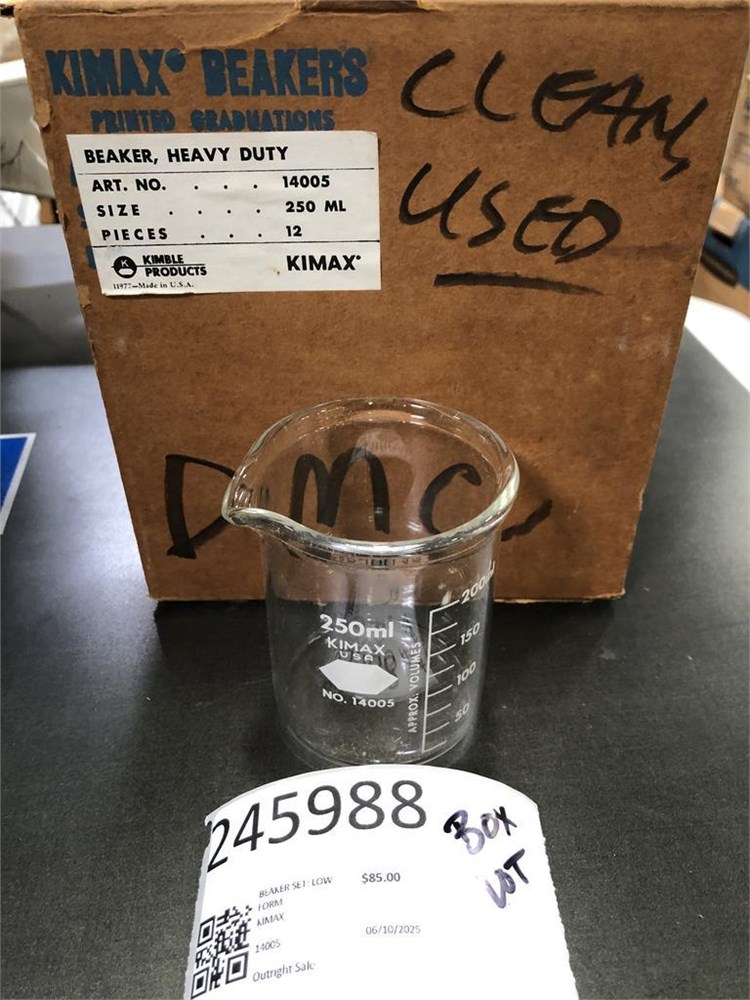 KIMAX® BEAKERS
PRINTED GRADUATIONS
CLEAN
USED
BEAKER, HEAVY DUTY
ART. NO. . . . 14005
SIZE . . . . 250 ML
PIECES . . . 12
K
KIMBLE
PRODUCTS
KIMAX®
11977—Made in U.S.A.
DMC
250ml
KIMAX
USA
NO. 14005
APPROX. VOLUMES
200
150
100
50
245988
BOX
LOT
BEAKER SET: LOW
FORM
$85.00
KIMAX
06/10/2025
14005
Outright Sale